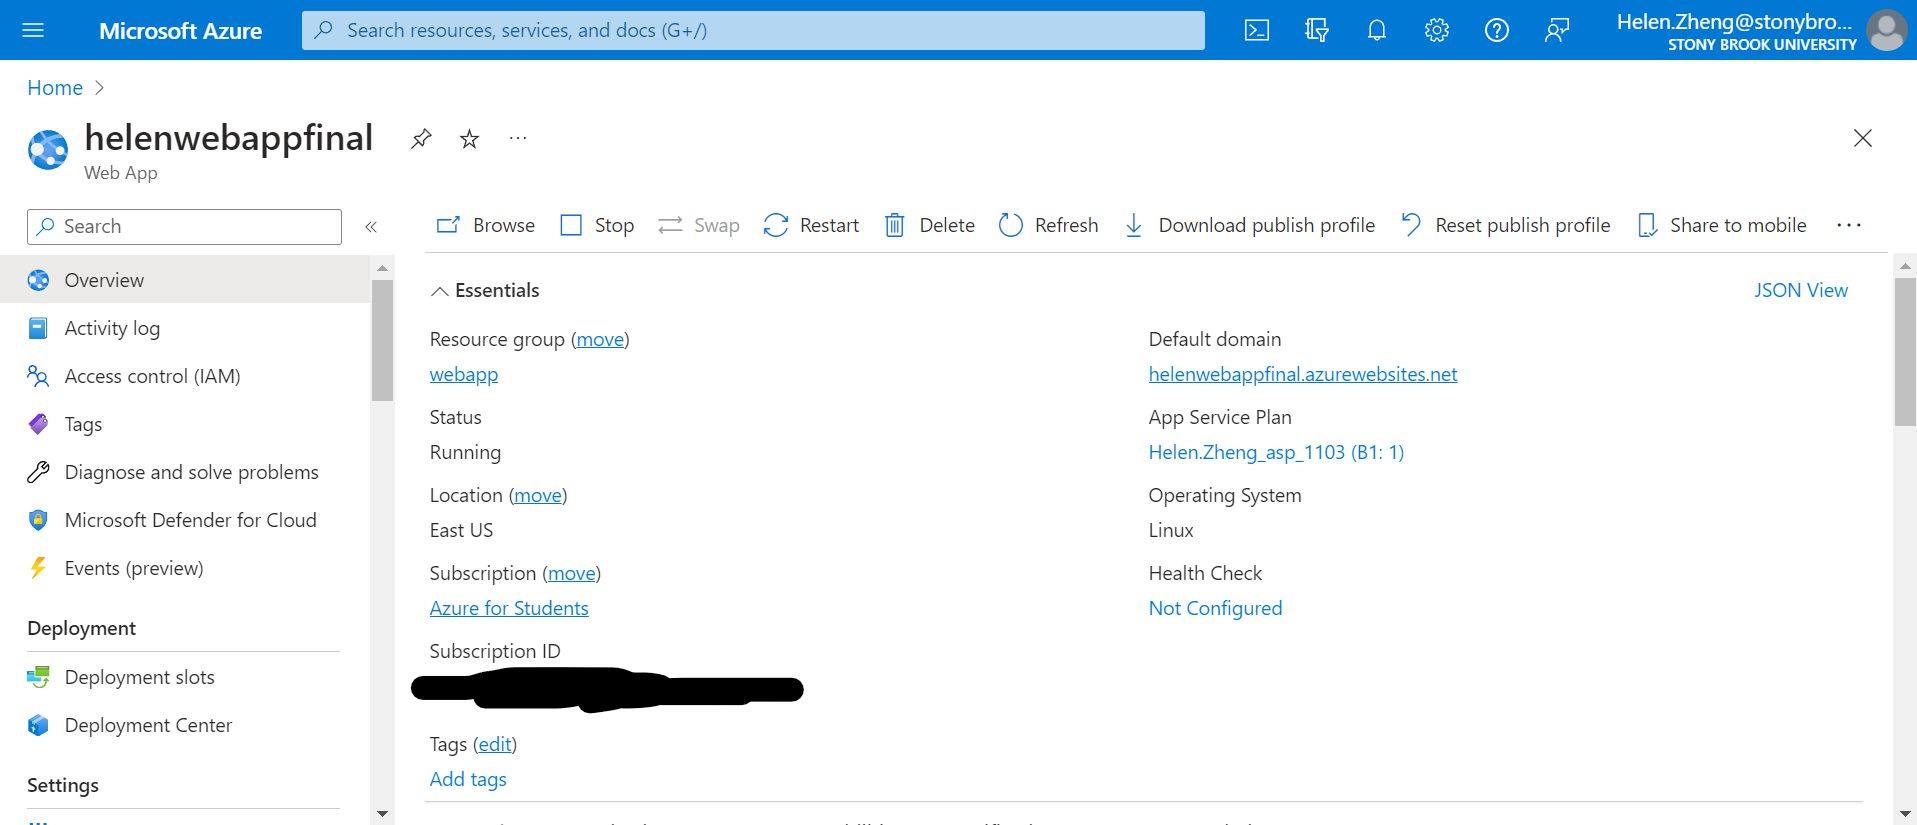 Microsoft Azure
Search resources, services, and docs (G+/)
Helen.Zheng@stonybro...
STONY BROOK UNIVERSITY
Home
helenwebappfinal
Web App
Search
Browse
Stop
Swap
Restart
Delete
Refresh
Download publish profile
Reset publish profile
Share to mobile
Overview
Activity log
Access control (IAM)
Tags
Diagnose and solve problems
Microsoft Defender for Cloud
Events (preview)
Deployment
Deployment slots
Deployment Center
Settings
Essentials
JSON View
Resource group (move)
webapp
Status
Running
Location (move)
East US
Subscription (move)
Azure for Students
Subscription ID
Tags (edit)
Add tags
Default domain
helenwebappfinal.azurewebsites.net
App Service Plan
Helen.Zheng_asp_1103 (B1: 1)
Operating System
Linux
Health Check
Not Configured